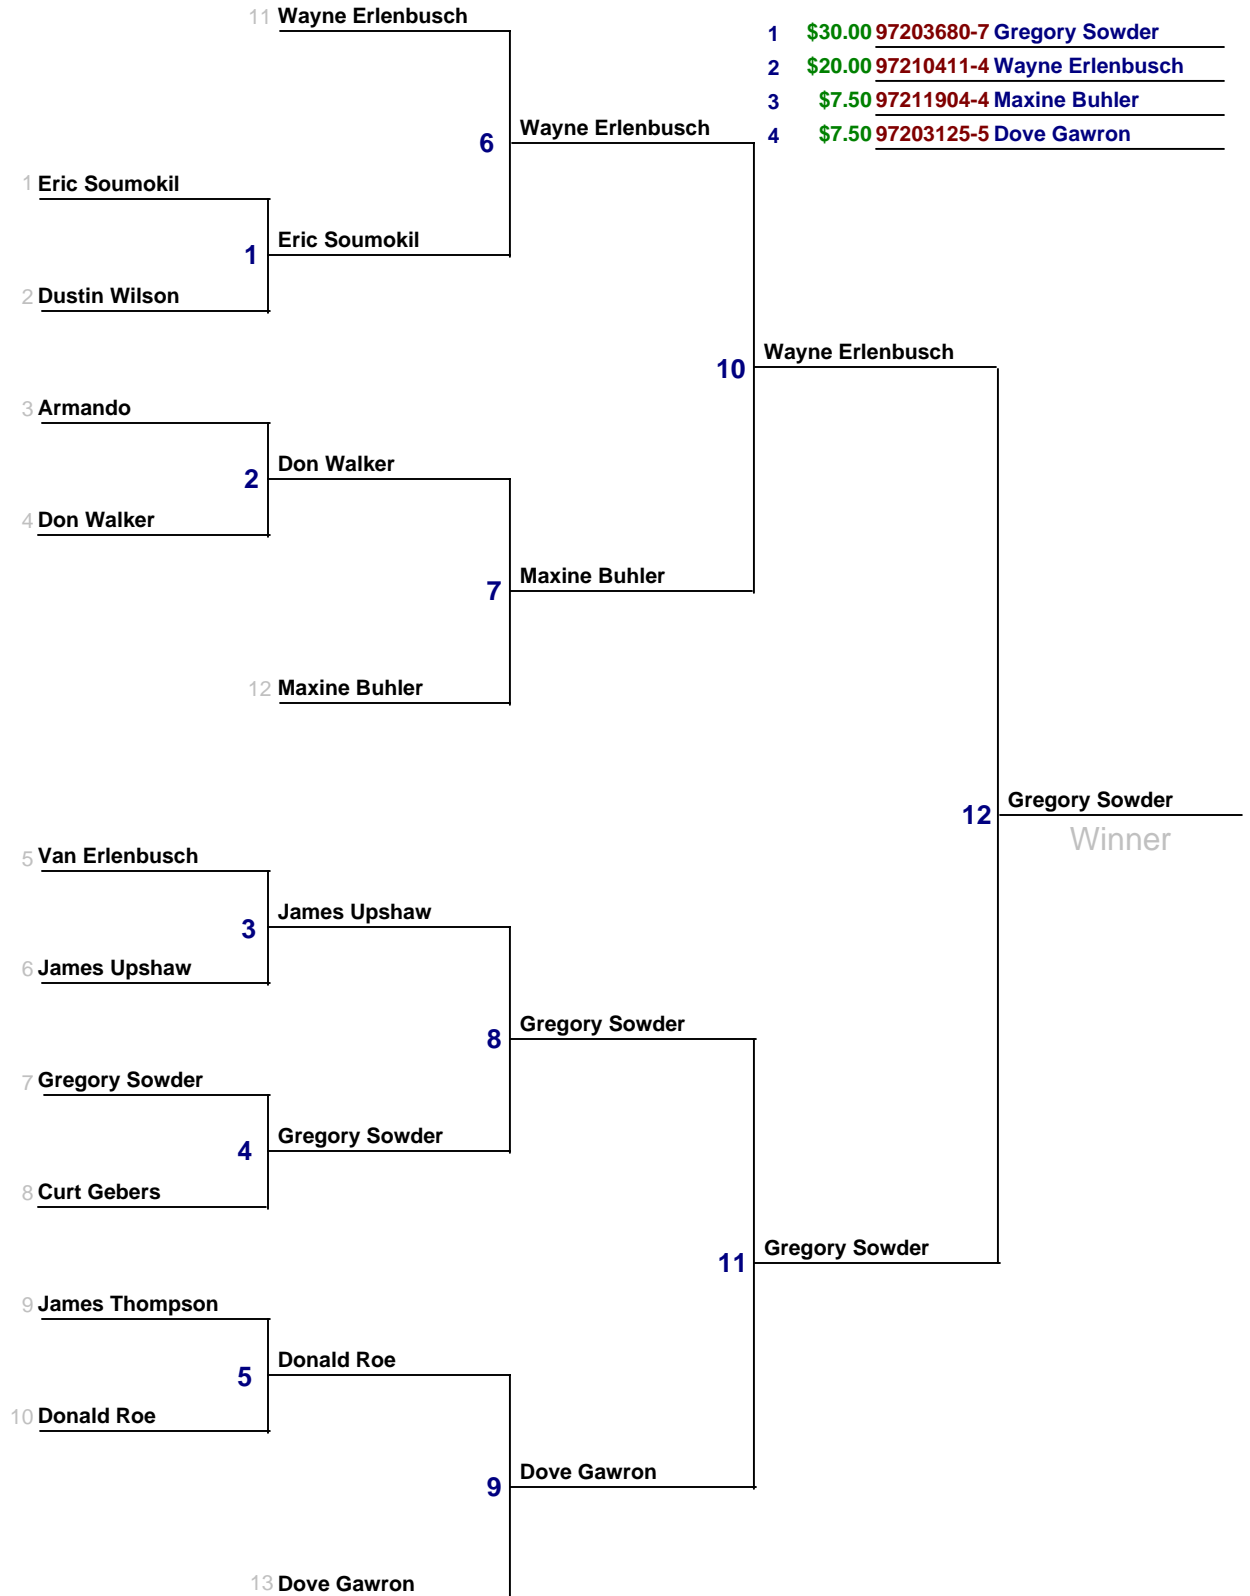 11 Wayne Erlenbusch
1 $30.00 97203680-7 Gregory Sowder
2 $20.00 97210411-4 Wayne Erlenbusch
3 $7.50 97211904-4 Maxine Buhler
4 $7.50 97203125-5 Dove Gawron
6 Wayne Erlenbusch
1 Eric Soumokil
1 Eric Soumokil
2 Dustin Wilson
10 Wayne Erlenbusch
3 Armando
2 Don Walker
4 Don Walker
7 Maxine Buhler
12 Maxine Buhler
12 Gregory Sowder
Winner
5 Van Erlenbusch
3 James Upshaw
6 James Upshaw
8 Gregory Sowder
7 Gregory Sowder
4 Gregory Sowder
8 Curt Gebers
11 Gregory Sowder
9 James Thompson
5 Donald Roe
10 Donald Roe
9 Dove Gawron
13 Dove Gawron